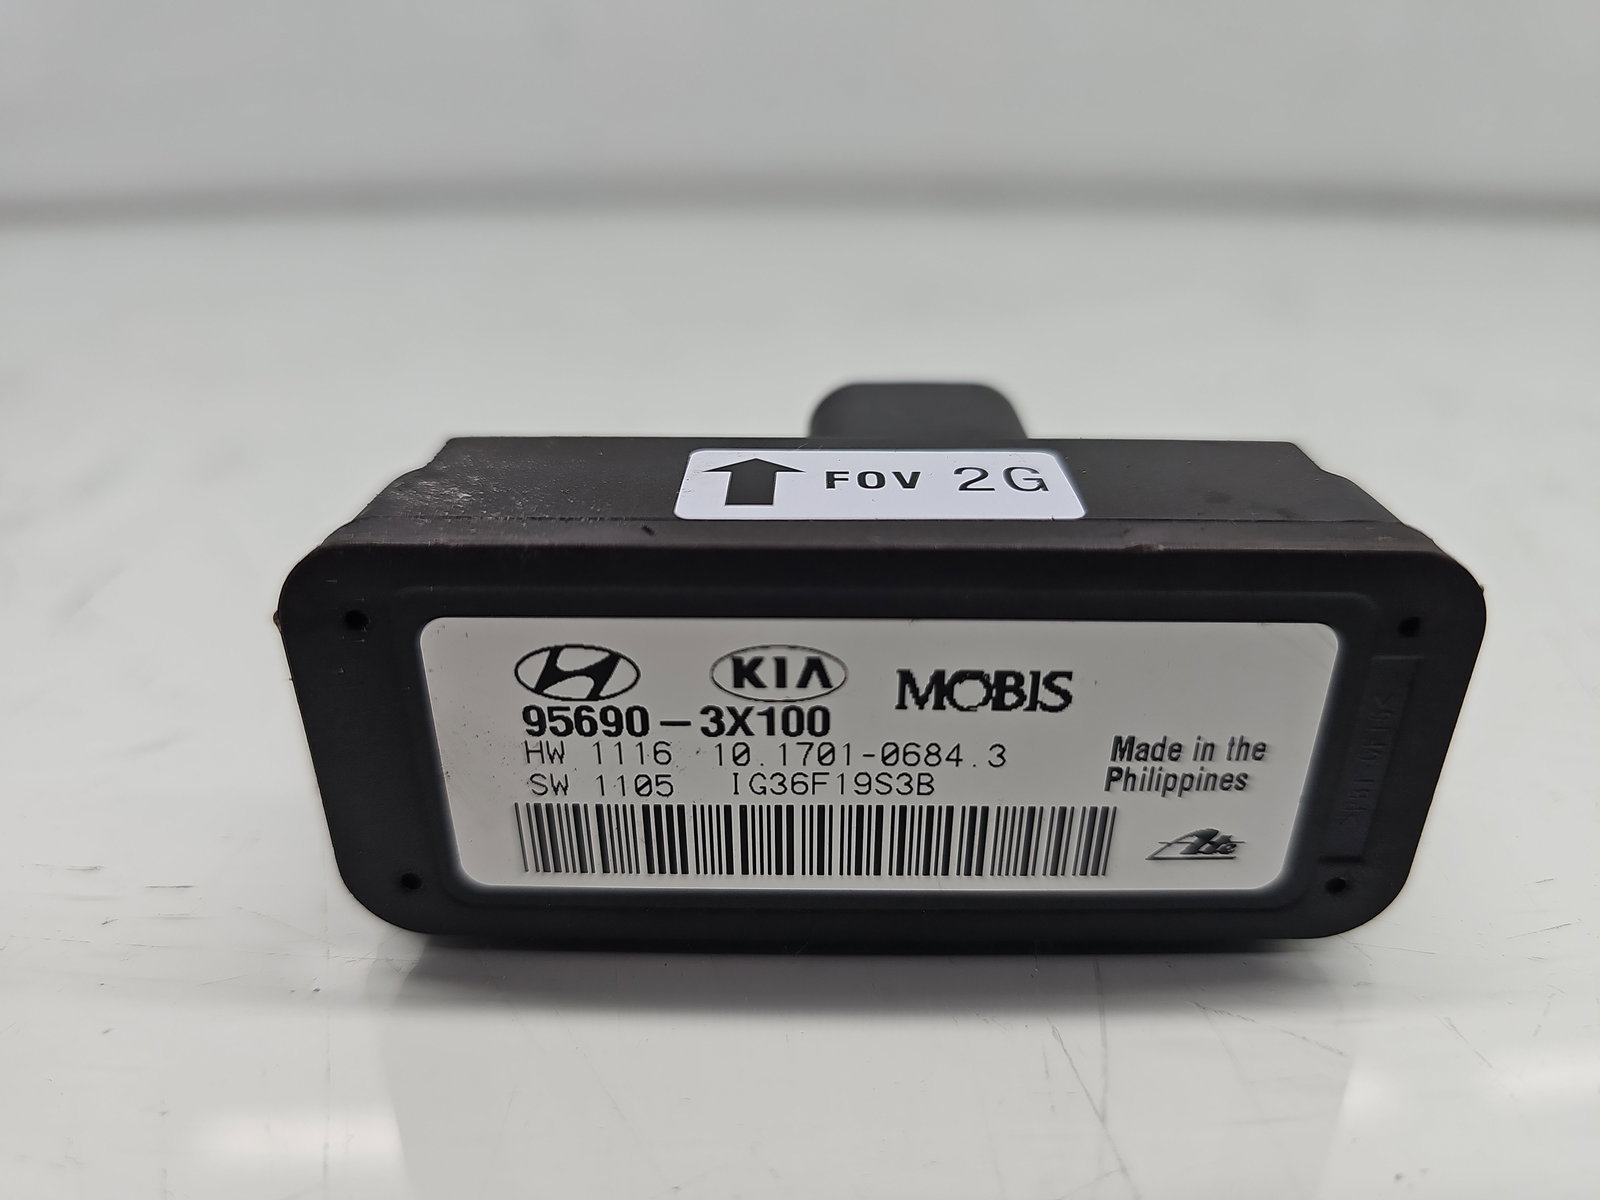 FOV 2G
KIA MOBIS
95690-3X100
HW 1116 10.1701-0684.3
SW 1105 IG36F19S3B
Made in the
Philippines
Ate